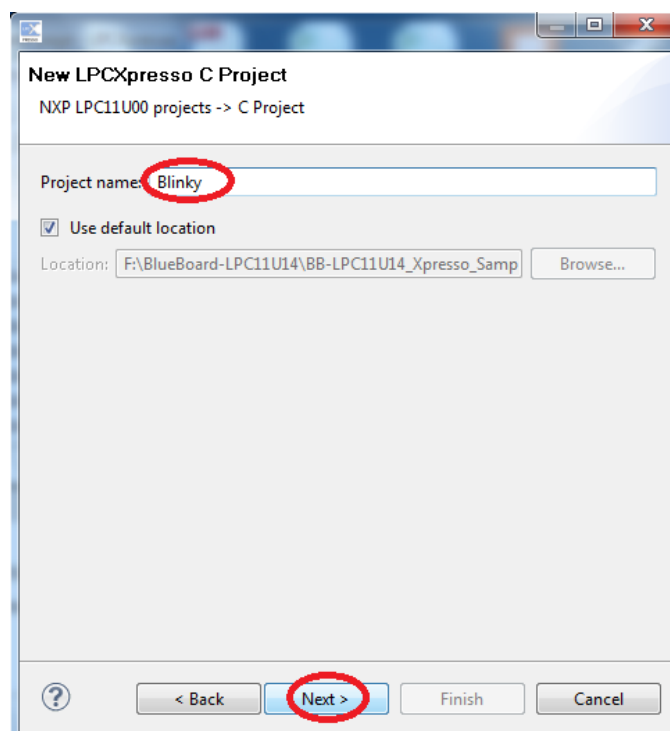 New LPCXpresso C Project
NXP LPC11U00 projects -> C Project
Project name: Blinky
Use default location
Location: F:\BlueBoard-LPC11U14\BB-LPC11U14_Xpresso_Samp Browse...
? < Back Next > Finish Cancel